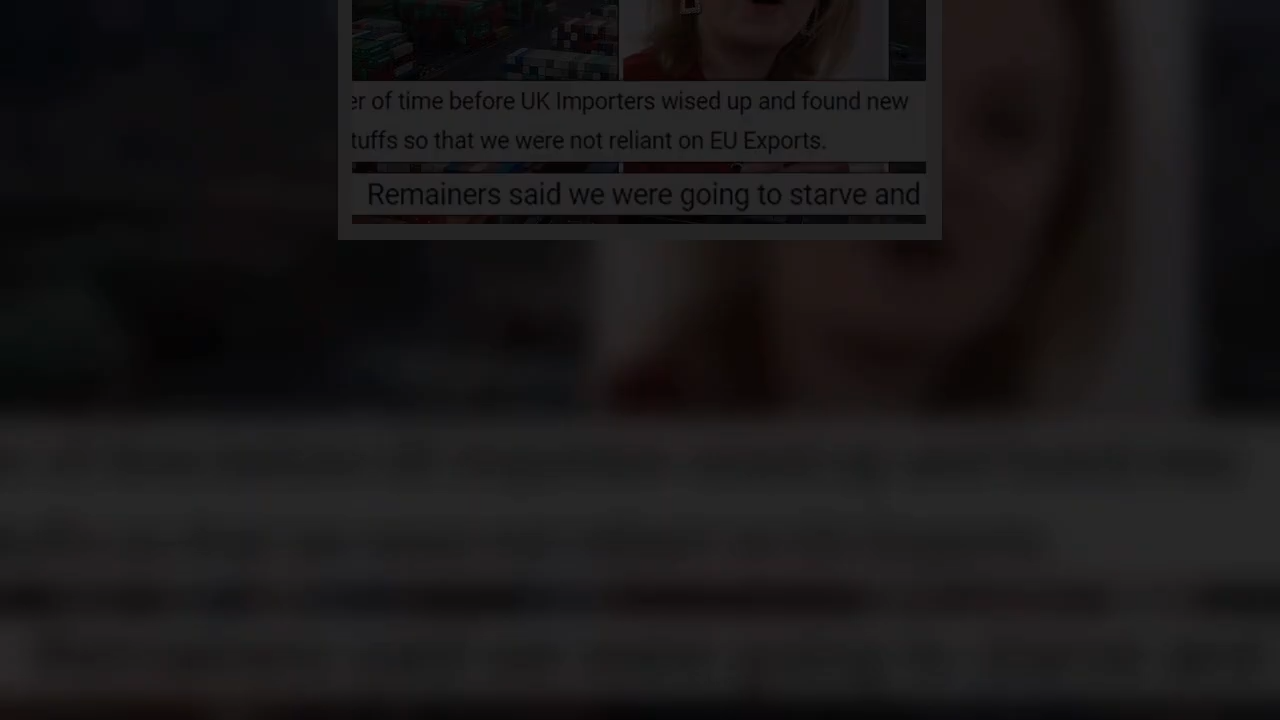 er of time before UK Importers wised up and found new
tuffs so that we were not reliant on EU Exports.
Remainers said we were going to starve and